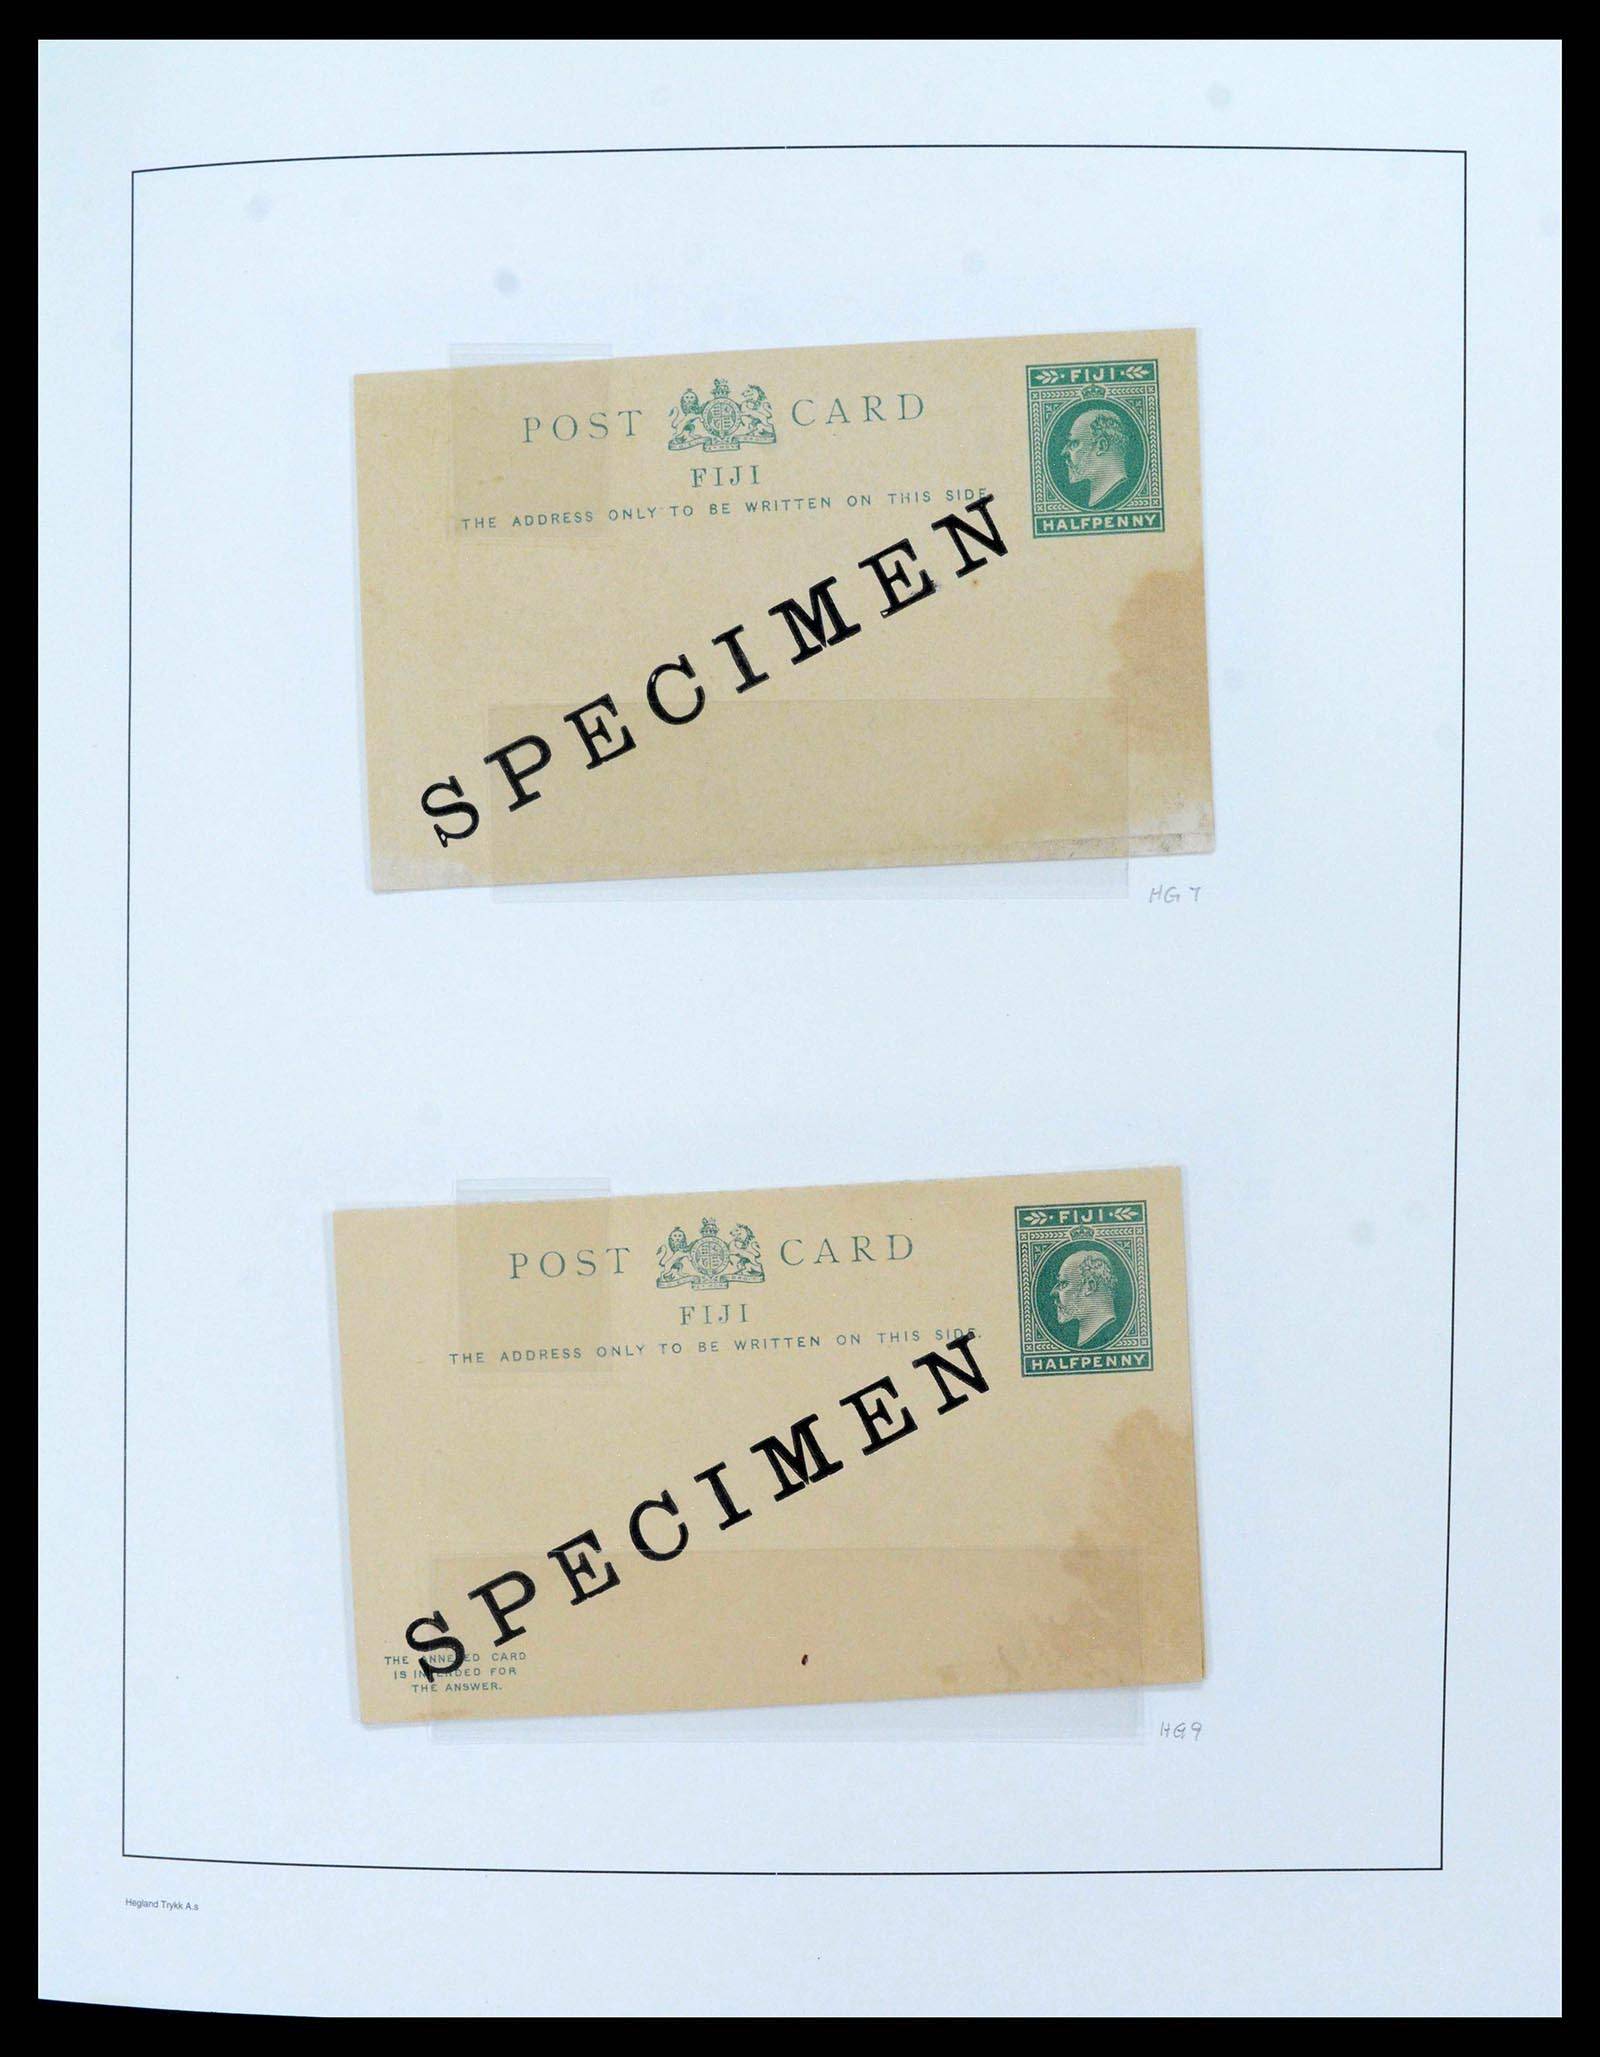 FIJI
POST CARD
FIJI
THE ADDRESS ONLY TO BE WRITTEN ON THIS SIDE.
HALFPENNY
SPECIMEN
HG 7
FIJI
POST CARD
FIJI
THE ADDRESS ONLY TO BE WRITTEN ON THIS SIDE.
HALFPENNY
SPECIMEN
THE ANNEXED CARD
IS INTENDED FOR
THE ANSWER.
HG9
Hegland Trykk A.s